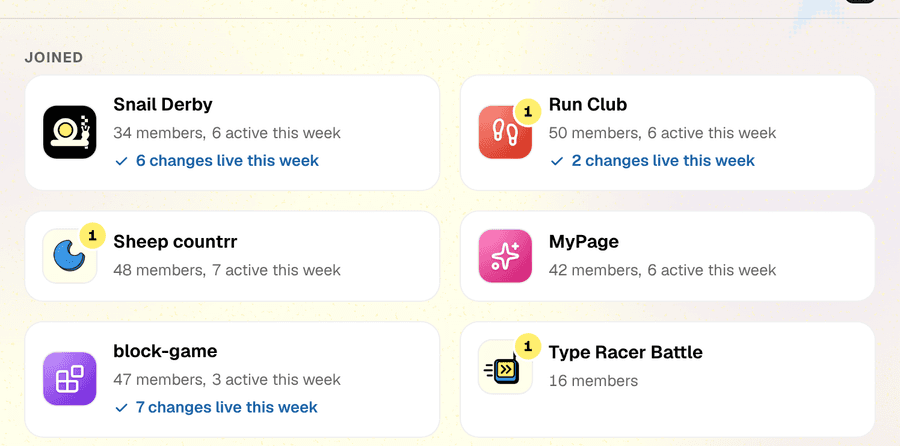 JOINED
Snail Derby
34 members, 6 active this week
6 changes live this week
1
Run Club
50 members, 6 active this week
2 changes live this week
1
Sheep countrr
48 members, 7 active this week
MyPage
42 members, 6 active this week
block-game
47 members, 3 active this week
7 changes live this week
1
Type Racer Battle
16 members